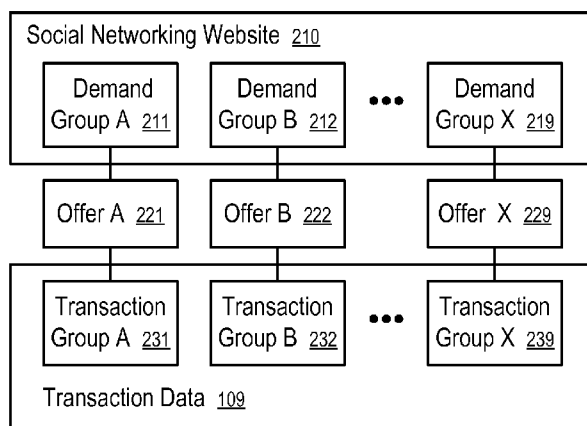 Social Networking Website 210
Demand Demand Demand
Group A 211 Group B 212 ••• Group X 219
Offer A 221 Offer B 222 Offer X 229
Transaction Transaction Transaction
Group A 231 Group B 232 ••• Group X 239
Transaction Data 109